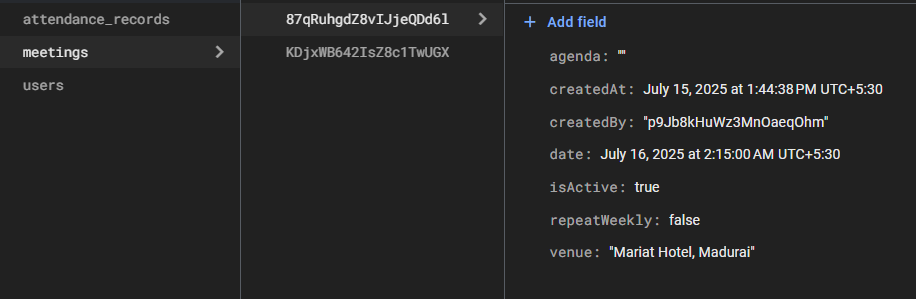 attendance_records
meetings
users
87qRuhgdZ8vIJjeQDd6l
KDjxWB642IsZ8c1TwUGX
+ Add field
agenda: ""
createdAt: July 15, 2025 at 1:44:38 PM UTC+5:30
createdBy: "p9Jb8kHuWz3MnOaeqOhm"
date: July 16, 2025 at 2:15:00 AM UTC+5:30
isActive: true
repeatWeekly: false
venue: "Mariat Hotel, Madurai"